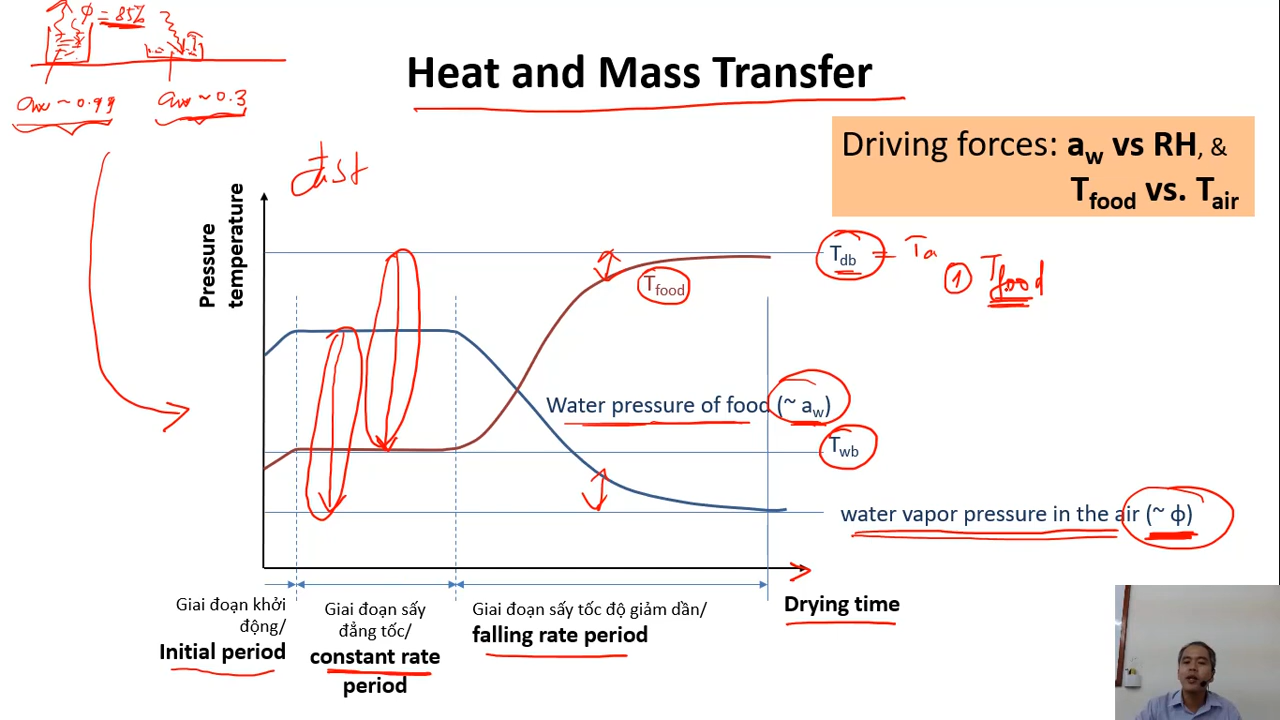 φ = 85%
aw ~ 0.99
aw ~ 0.3
Heat and Mass Transfer
Driving forces: aw vs RH, &
Tfood vs. Tair
Pressure
temperature
Tdb
= Ta
① Tfood
Tfood
Water pressure of food (~ aw)
Twb
water vapor pressure in the air (~ ϕ)
Drying time
Giai đoạn khởi
động/
Initial period
Giai đoạn sấy
đẳng tốc/
constant rate
period
Giai đoạn sấy tốc độ giảm dần/
falling rate period